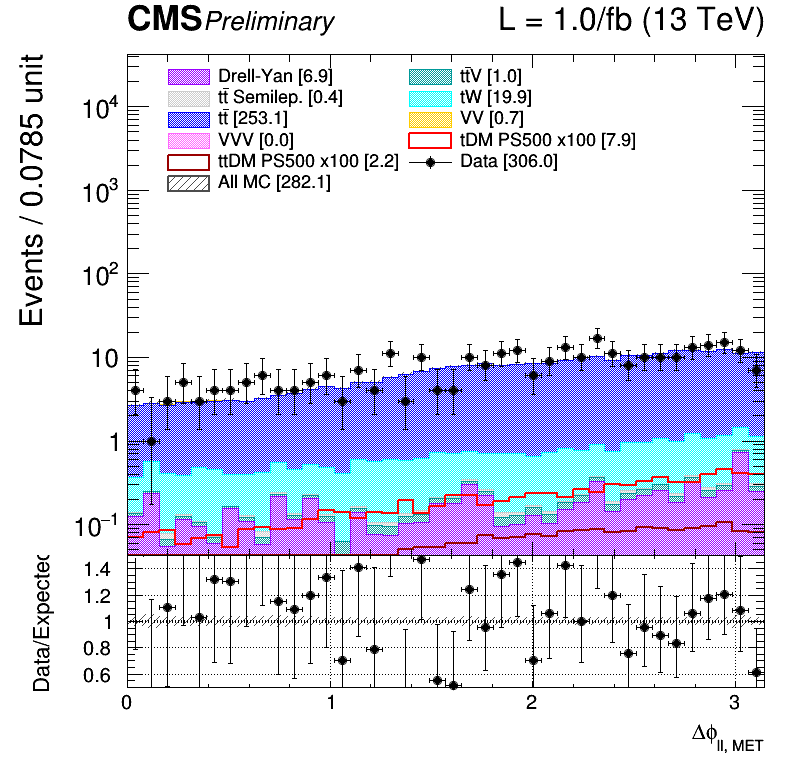 CMS Preliminary L = 1.0/fb (13 TeV)
Events / 0.0785 unit
10⁴
10³
10²
10
1
10⁻¹
Drell-Yan [6.9]
tt̄ Semilep. [0.4]
tt̄ [253.1]
VVV [0.0]
ttDM PS500 x100 [2.2]
All MC [282.1]
tt̄V [1.0]
tW [19.9]
VV [0.7]
tDM PS500 x100 [7.9]
Data [306.0]
Data/Expected
1.4
1.2
1
0.8
0.6
0 1 2 3
Δϕll, MET